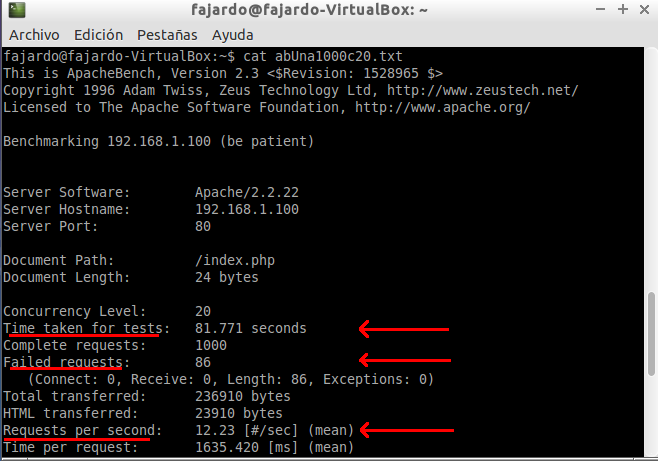 fajardo@fajardo-VirtualBox: ~
Archivo Edición Pestañas Ayuda
fajardo@fajardo-VirtualBox:~$ cat abUna1000c20.txt
This is ApacheBench, Version 2.3 <$Revision: 1528965 $>
Copyright 1996 Adam Twiss, Zeus Technology Ltd, http://www.zeustech.net/
Licensed to The Apache Software Foundation, http://www.apache.org/
Benchmarking 192.168.1.100 (be patient)
Server Software: Apache/2.2.22
Server Hostname: 192.168.1.100
Server Port: 80
Document Path: /index.php
Document Length: 24 bytes
Concurrency Level: 20
Time taken for tests: 81.771 seconds
Complete requests: 1000
Failed requests: 86
(Connect: 0, Receive: 0, Length: 86, Exceptions: 0)
Total transferred: 236910 bytes
HTML transferred: 23910 bytes
Requests per second: 12.23 [#/sec] (mean)
Time per request: 1635.420 [ms] (mean)